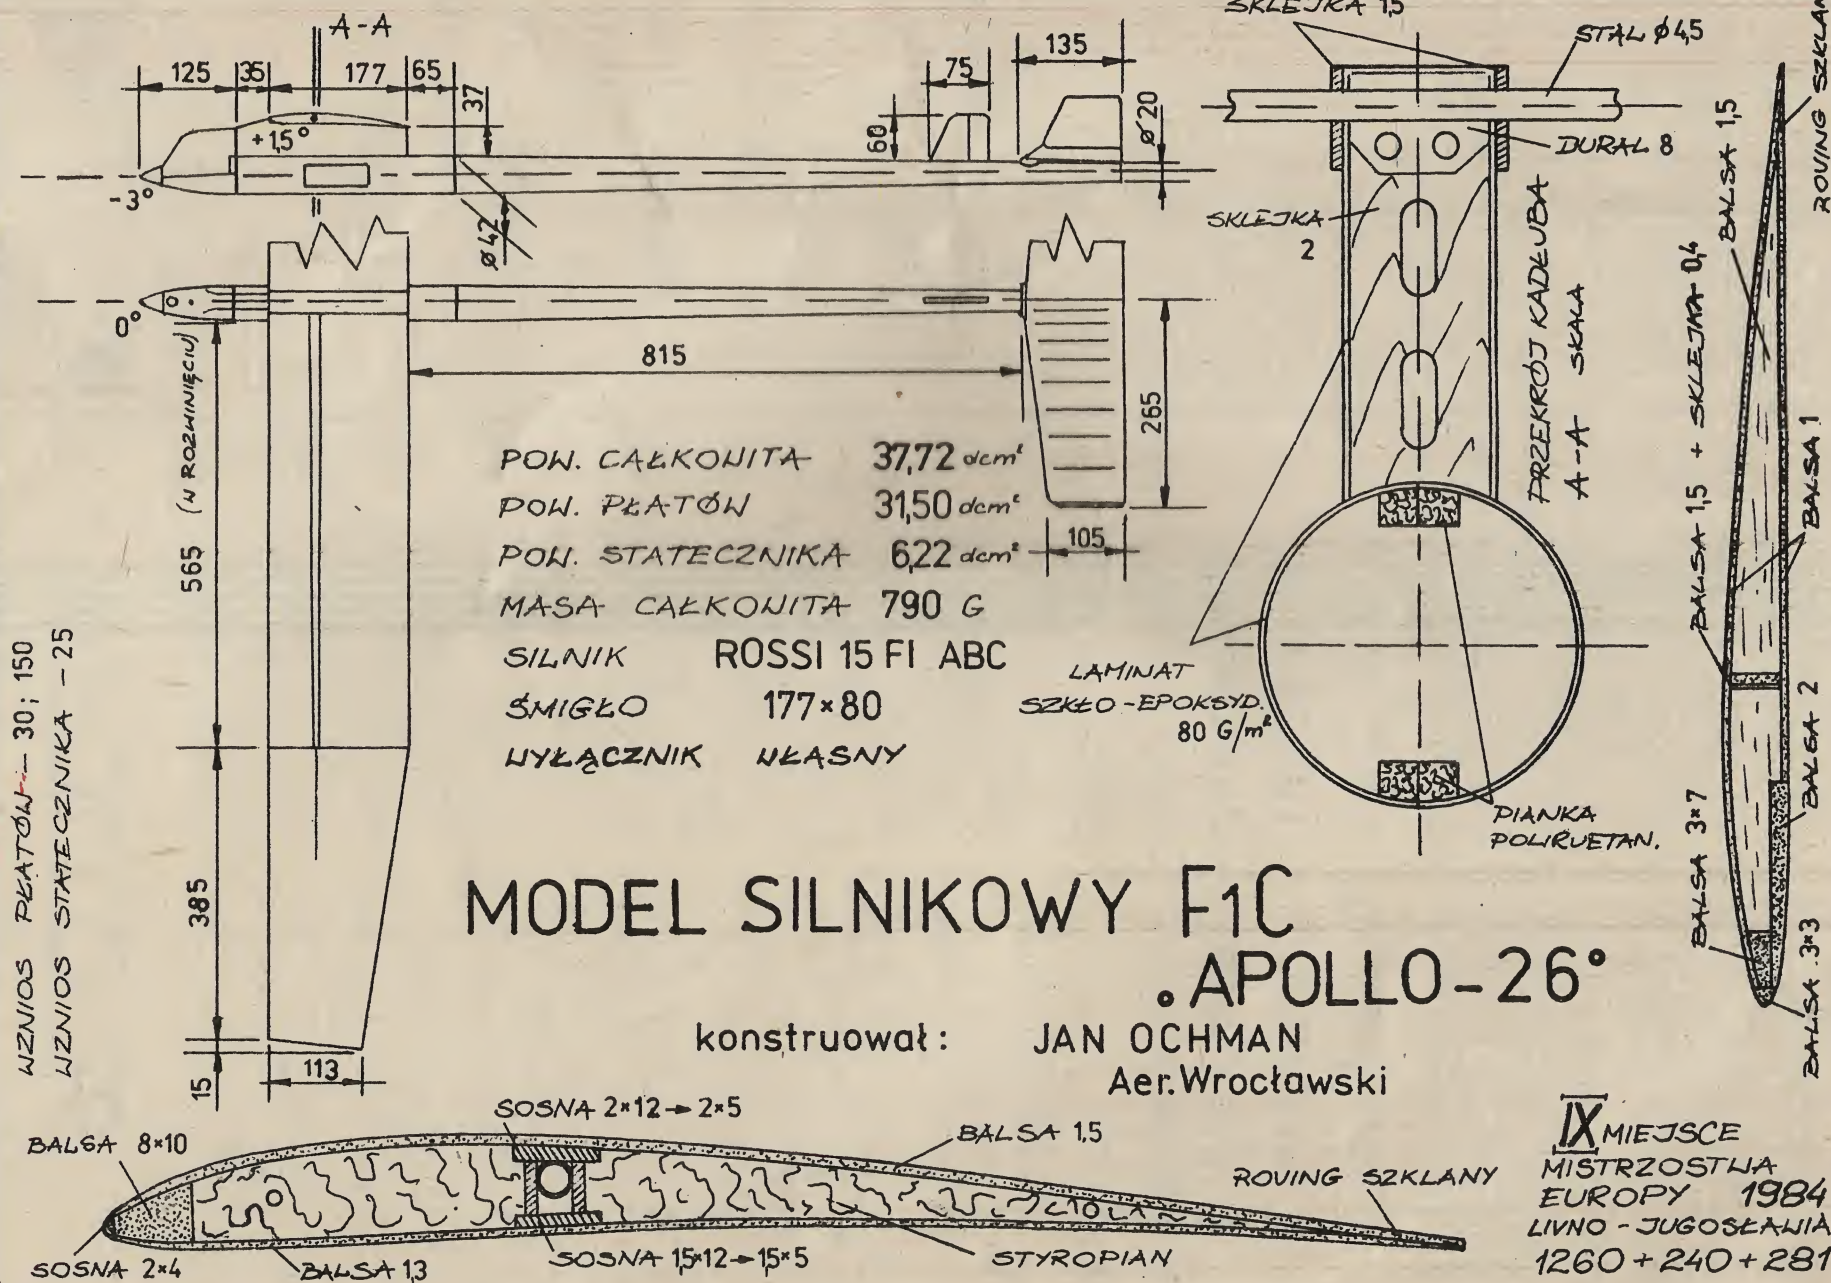 A-A
125
35
177
65
37
75
135
60
Ø20
+1,5°
-3°
Ø42
0°
815
265
105
565 (W ROZWINIĘCIU)
385
15
113
WZNIOS PŁATÓW – 30; 150
WZNIOS STATECZNIKA – 25
POW. CAŁKOWITA 37,72 dcm²
POW. PŁATÓW 31,50 dcm²
POW. STATECZNIKA 6,22 dcm²
MASA CAŁKOWITA 790 G
SILNIK ROSSI 15 FI ABC
ŚMIGŁO 177×80
WYŁĄCZNIK WŁASNY
SKLEJKA 1,5
STAL Ø4,5
DURAL 8
SKLEJKA
2
PRZEKRÓJ KADŁUBA
A-A SKALA
LAMINAT
SZKŁO-EPOKSYD.
80 G/m²
PIANKA
POLIRUETAN.
ROVING SZKLAN
BALSA 1,5
BALSA 1,5 + SKLEJKA 0,4
BALSA 1
BALSA 2
BALSA 3×7
BALSA 3×3
MODEL SILNIKOWY F1C
APOLLO-26°
konstruował: JAN OCHMAN
Aer. Wrocławski
BALSA 8×10
SOSNA 2×12→2×5
BALSA 1.5
ROVING SZKLANY
SOSNA 2×4
BALSA 1,3
SOSNA 1,5×12→1,5×5
STYROPIAN
IX MIEJSCE
MISTRZOSTWA
EUROPY 1984
LIVNO - JUGOSŁAWIA
1260+240+281